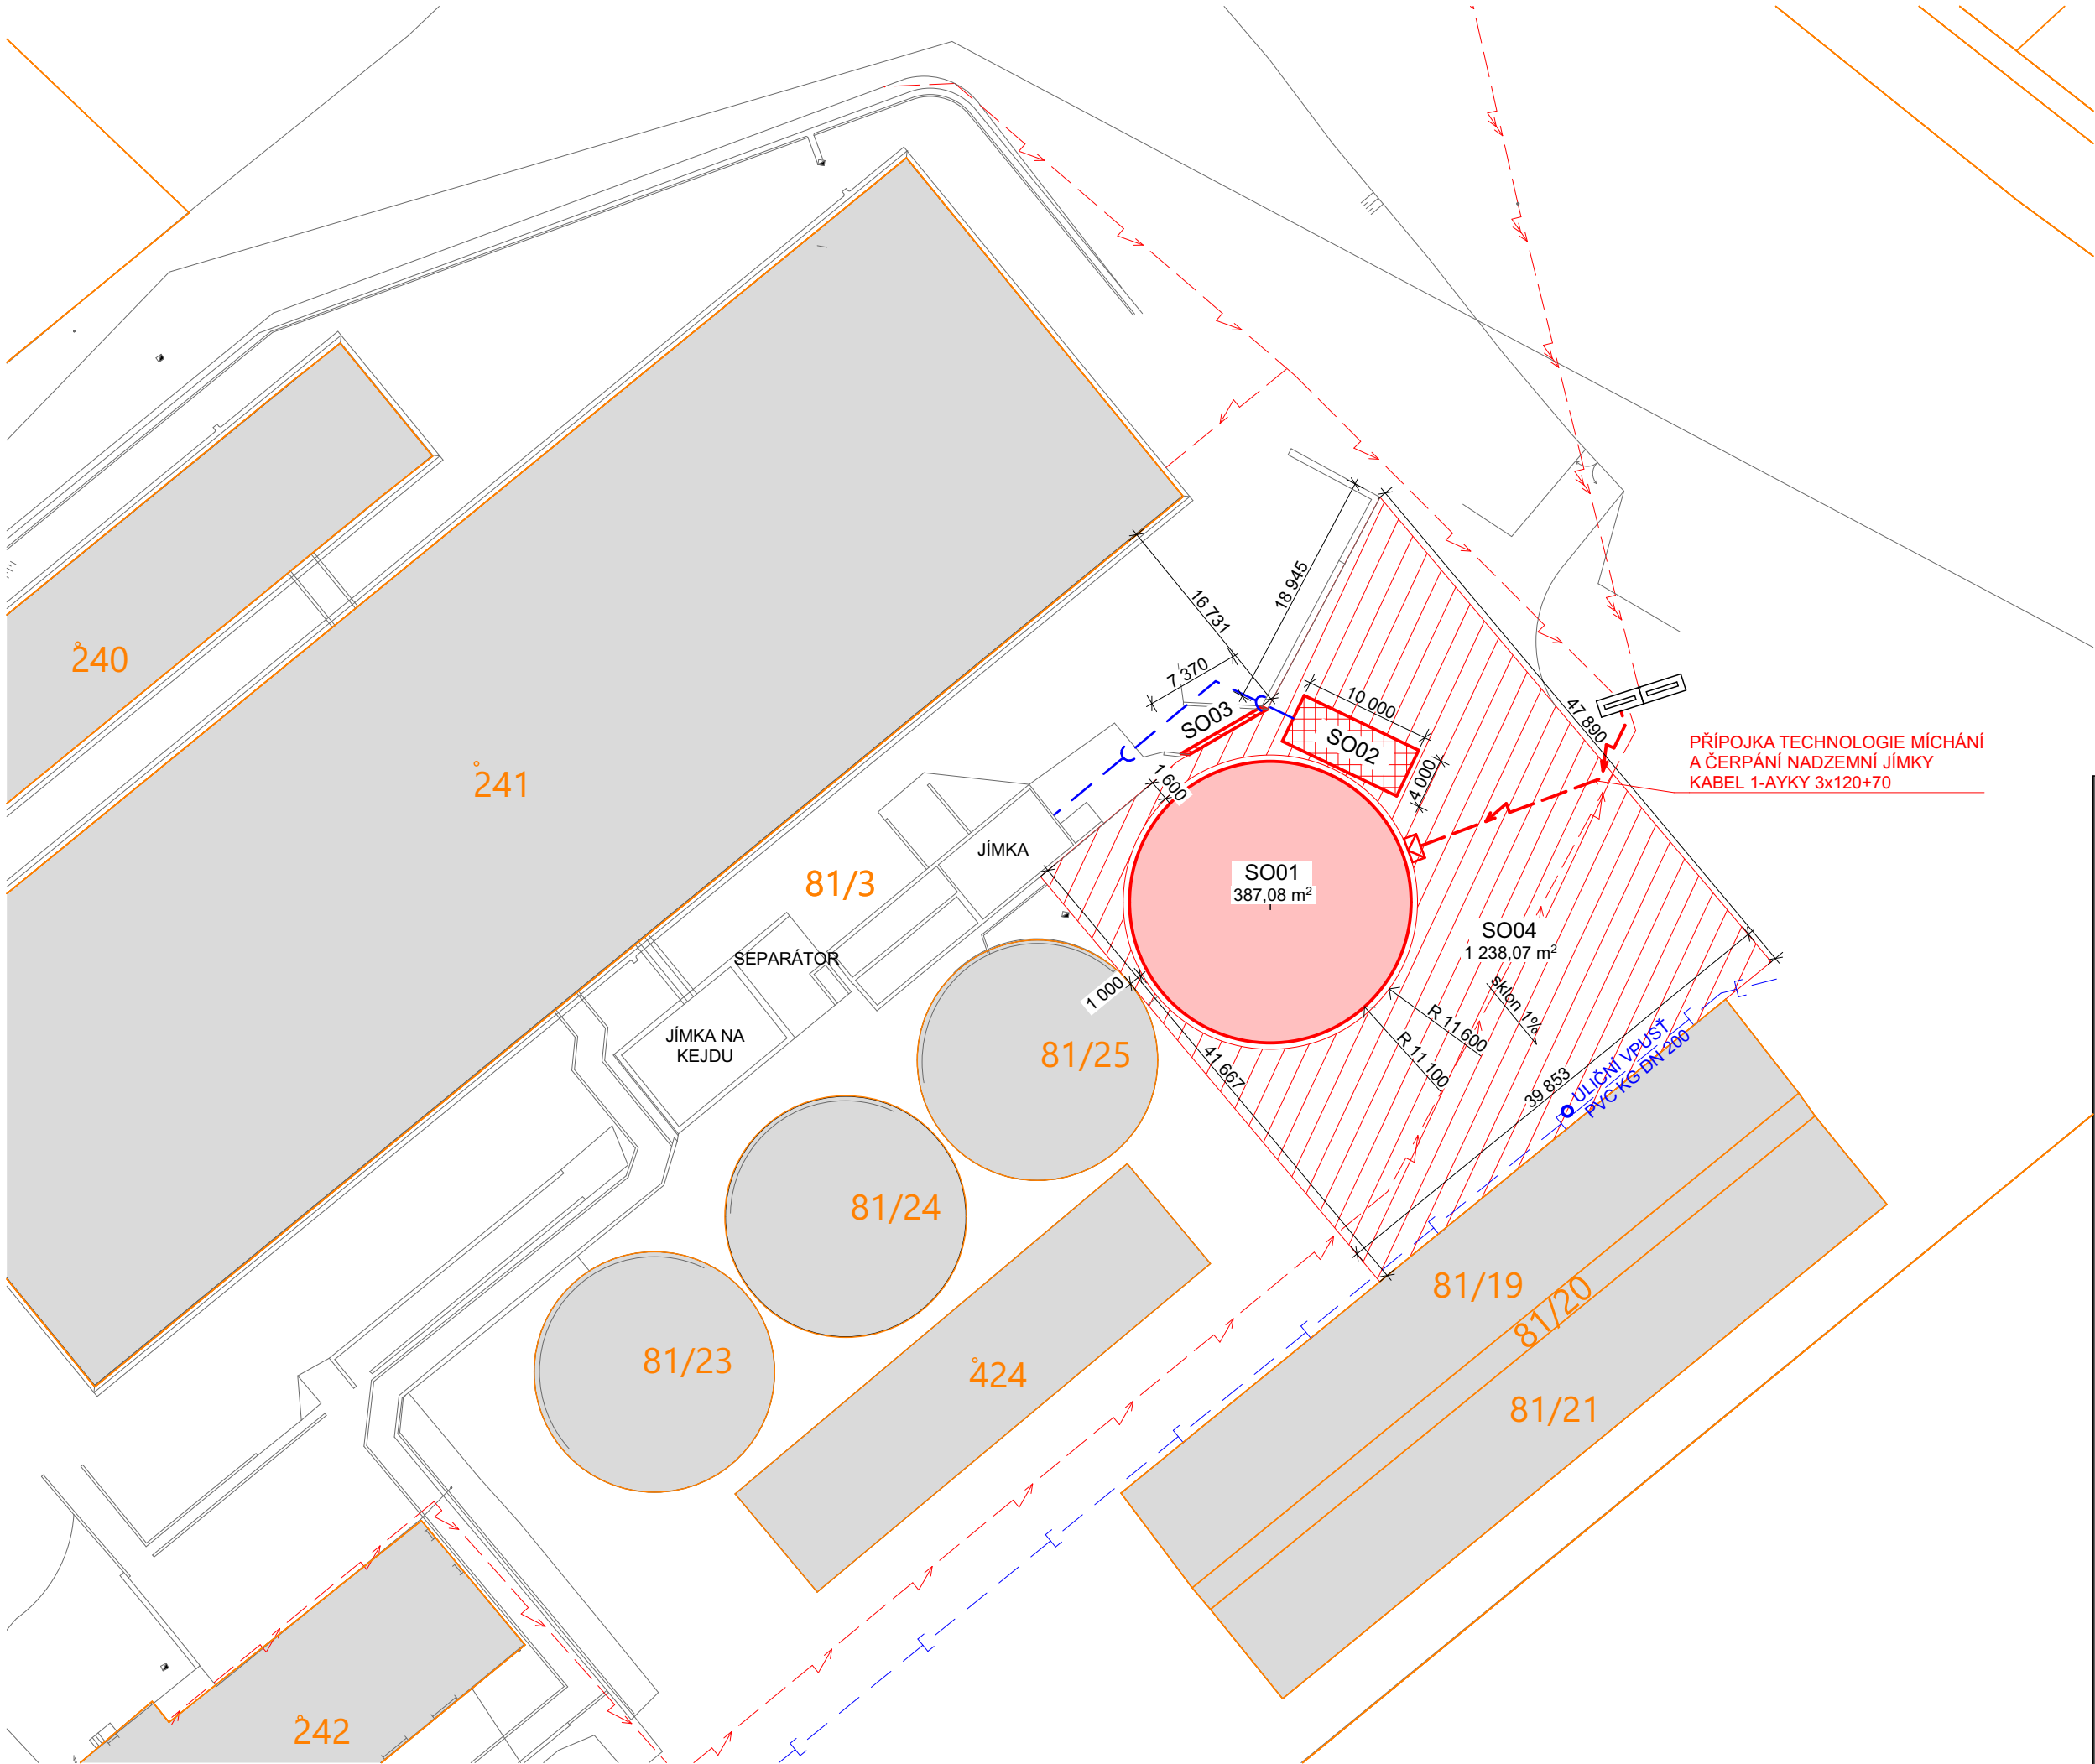 18 945
16 731
7 370
SO03
10 000
SO02
4 000
1 600
47 890
PŘÍPOJKA TECHNOLOGIE MÍCHÁNÍ
A ČERPÁNÍ NADZEMNÍ JÍMKY
KABEL 1-AYKY 3x120+70
240
241
81/3
JÍMKA
SO01
387,08 m²
SO04
1 238,07 m²
sklon 1%
SEPARÁTOR
1 000
R 11 600
R 11 100
JÍMKA NA
KEJDU
81/25
41 667
39 853
ULIČNÍ VPUSŤ
PVC KG DN 200
81/24
81/23
424
81/19
81/20
81/21
242